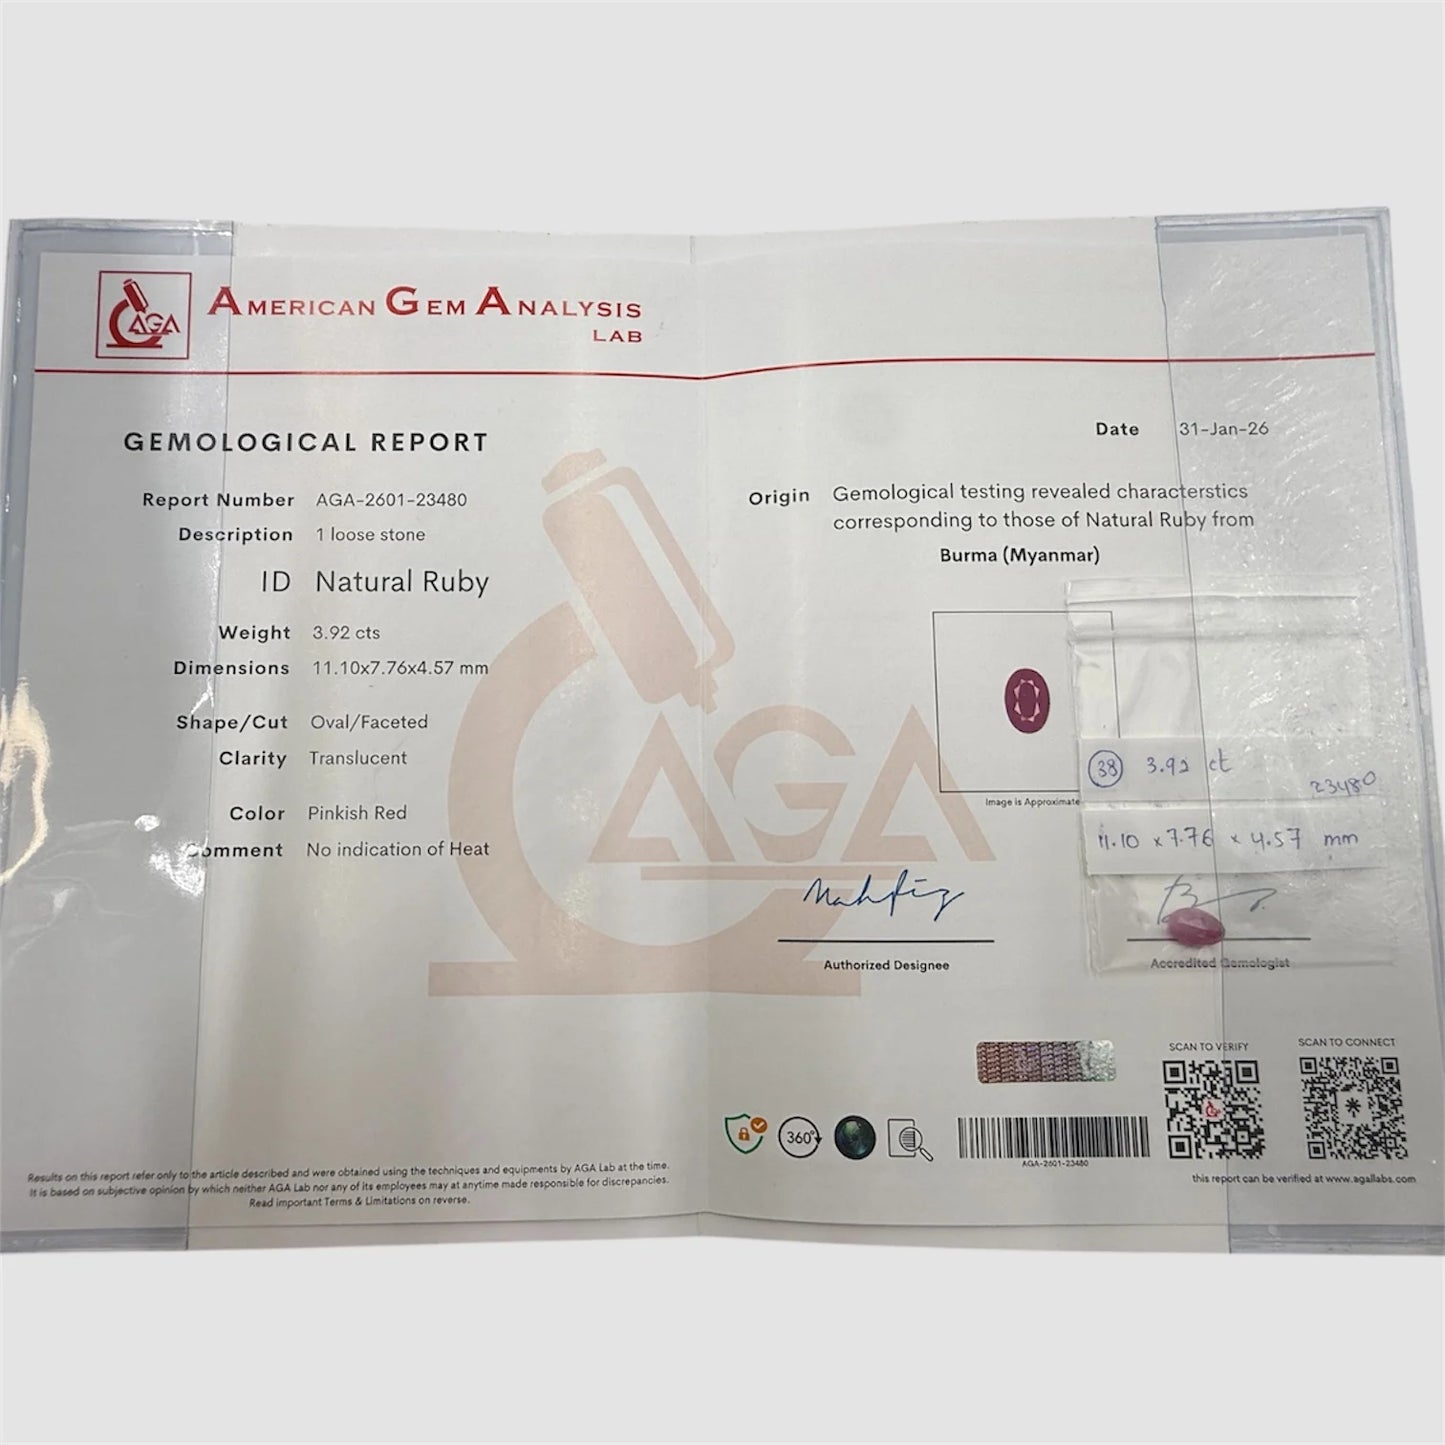 AGA
AMERICAN GEM ANALYSIS
LAB
GEMOLOGICAL REPORT
Report Number AGA-2601-23480
Description 1 loose stone
ID Natural Ruby
Weight 3.92 cts
Dimensions 11.10x7.76x4.57 mm
Shape/Cut Oval/Faceted
Clarity Translucent
Color Pinkish Red
Comment No indication of Heat
AGA
Results on this report refer only to the article described and were obtained using the techniques and equipments by AGA Lab at the time.
It is based on subjective opinion by which neither AGA Lab nor any of its employees may at anytime made responsible for discrepancies.
Read important Terms & Limitations on reverse.
Date 31-Jan-26
Origin Gemological testing revealed characterstics
corresponding to those of Natural Ruby from
Burma (Myanmar)
Image is Approximate
38 3.92 ct
23480
11.10 x 7.76 x 4.57 mm
Authorized Designee
Accredited Gemologist
SCAN TO VERIFY
SCAN TO CONNECT
360°
AGA-2601-23480
this report can be verified at www.agallabs.com